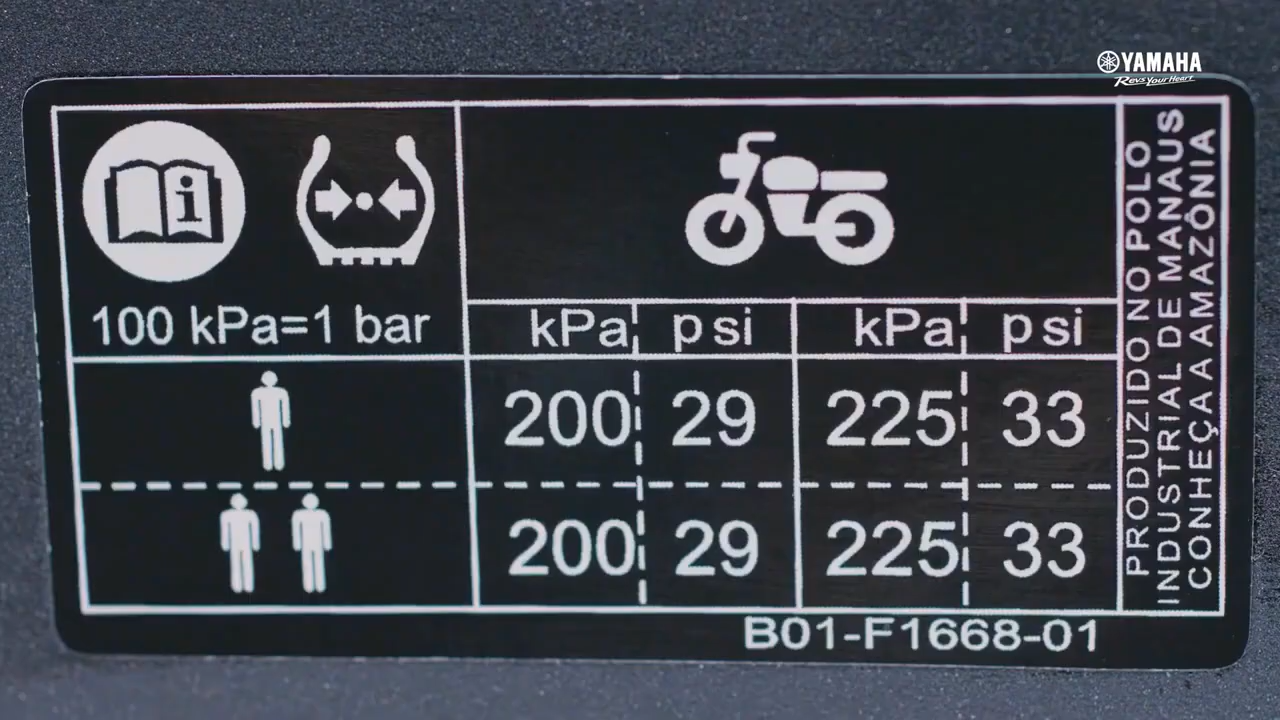 YAMAHA
Revs Your Heart
i
100 kPa=1 bar
kPa psi kPa psi
200 29 225 33
200 29 225 33
B01-F1668-01
PRODUZIDO NO POLO
INDUSTRIAL DE MANAUS
CONHEÇA A AMAZÔNIA